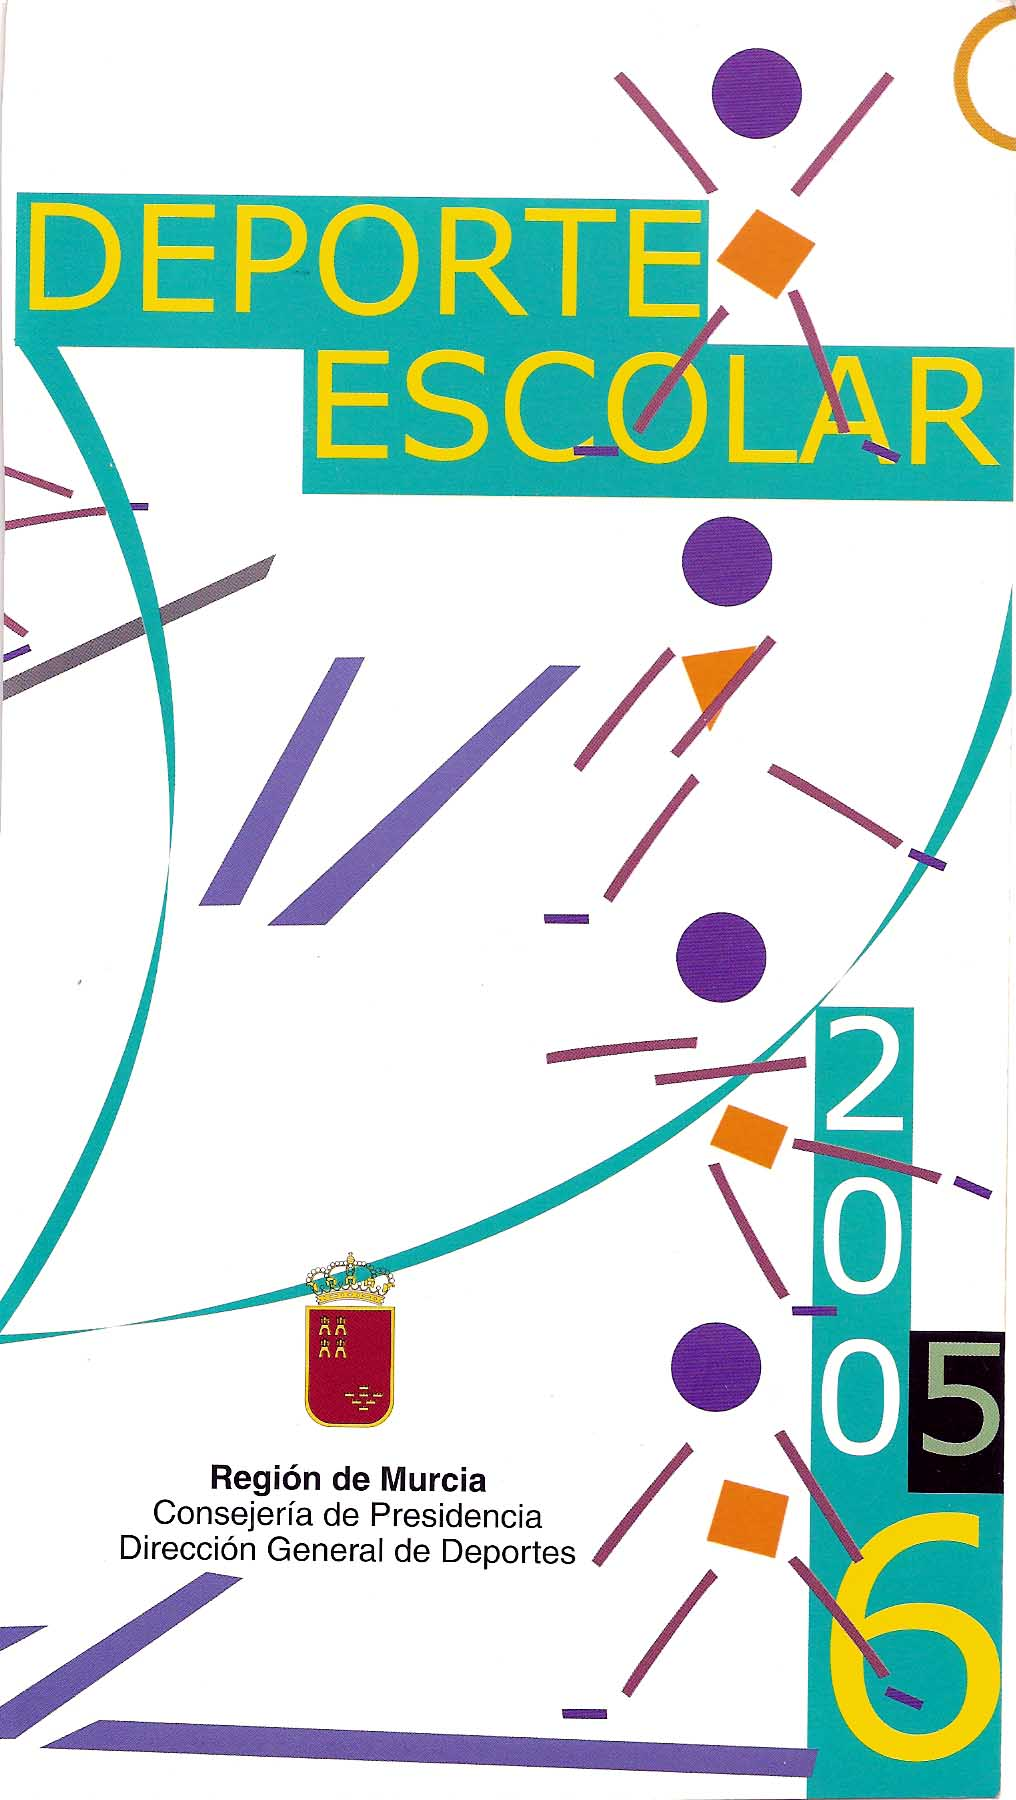 DEPORTE
ESCOLAR
2
0
0 5
6
Región de Murcia
Consejería de Presidencia
Dirección General de Deportes